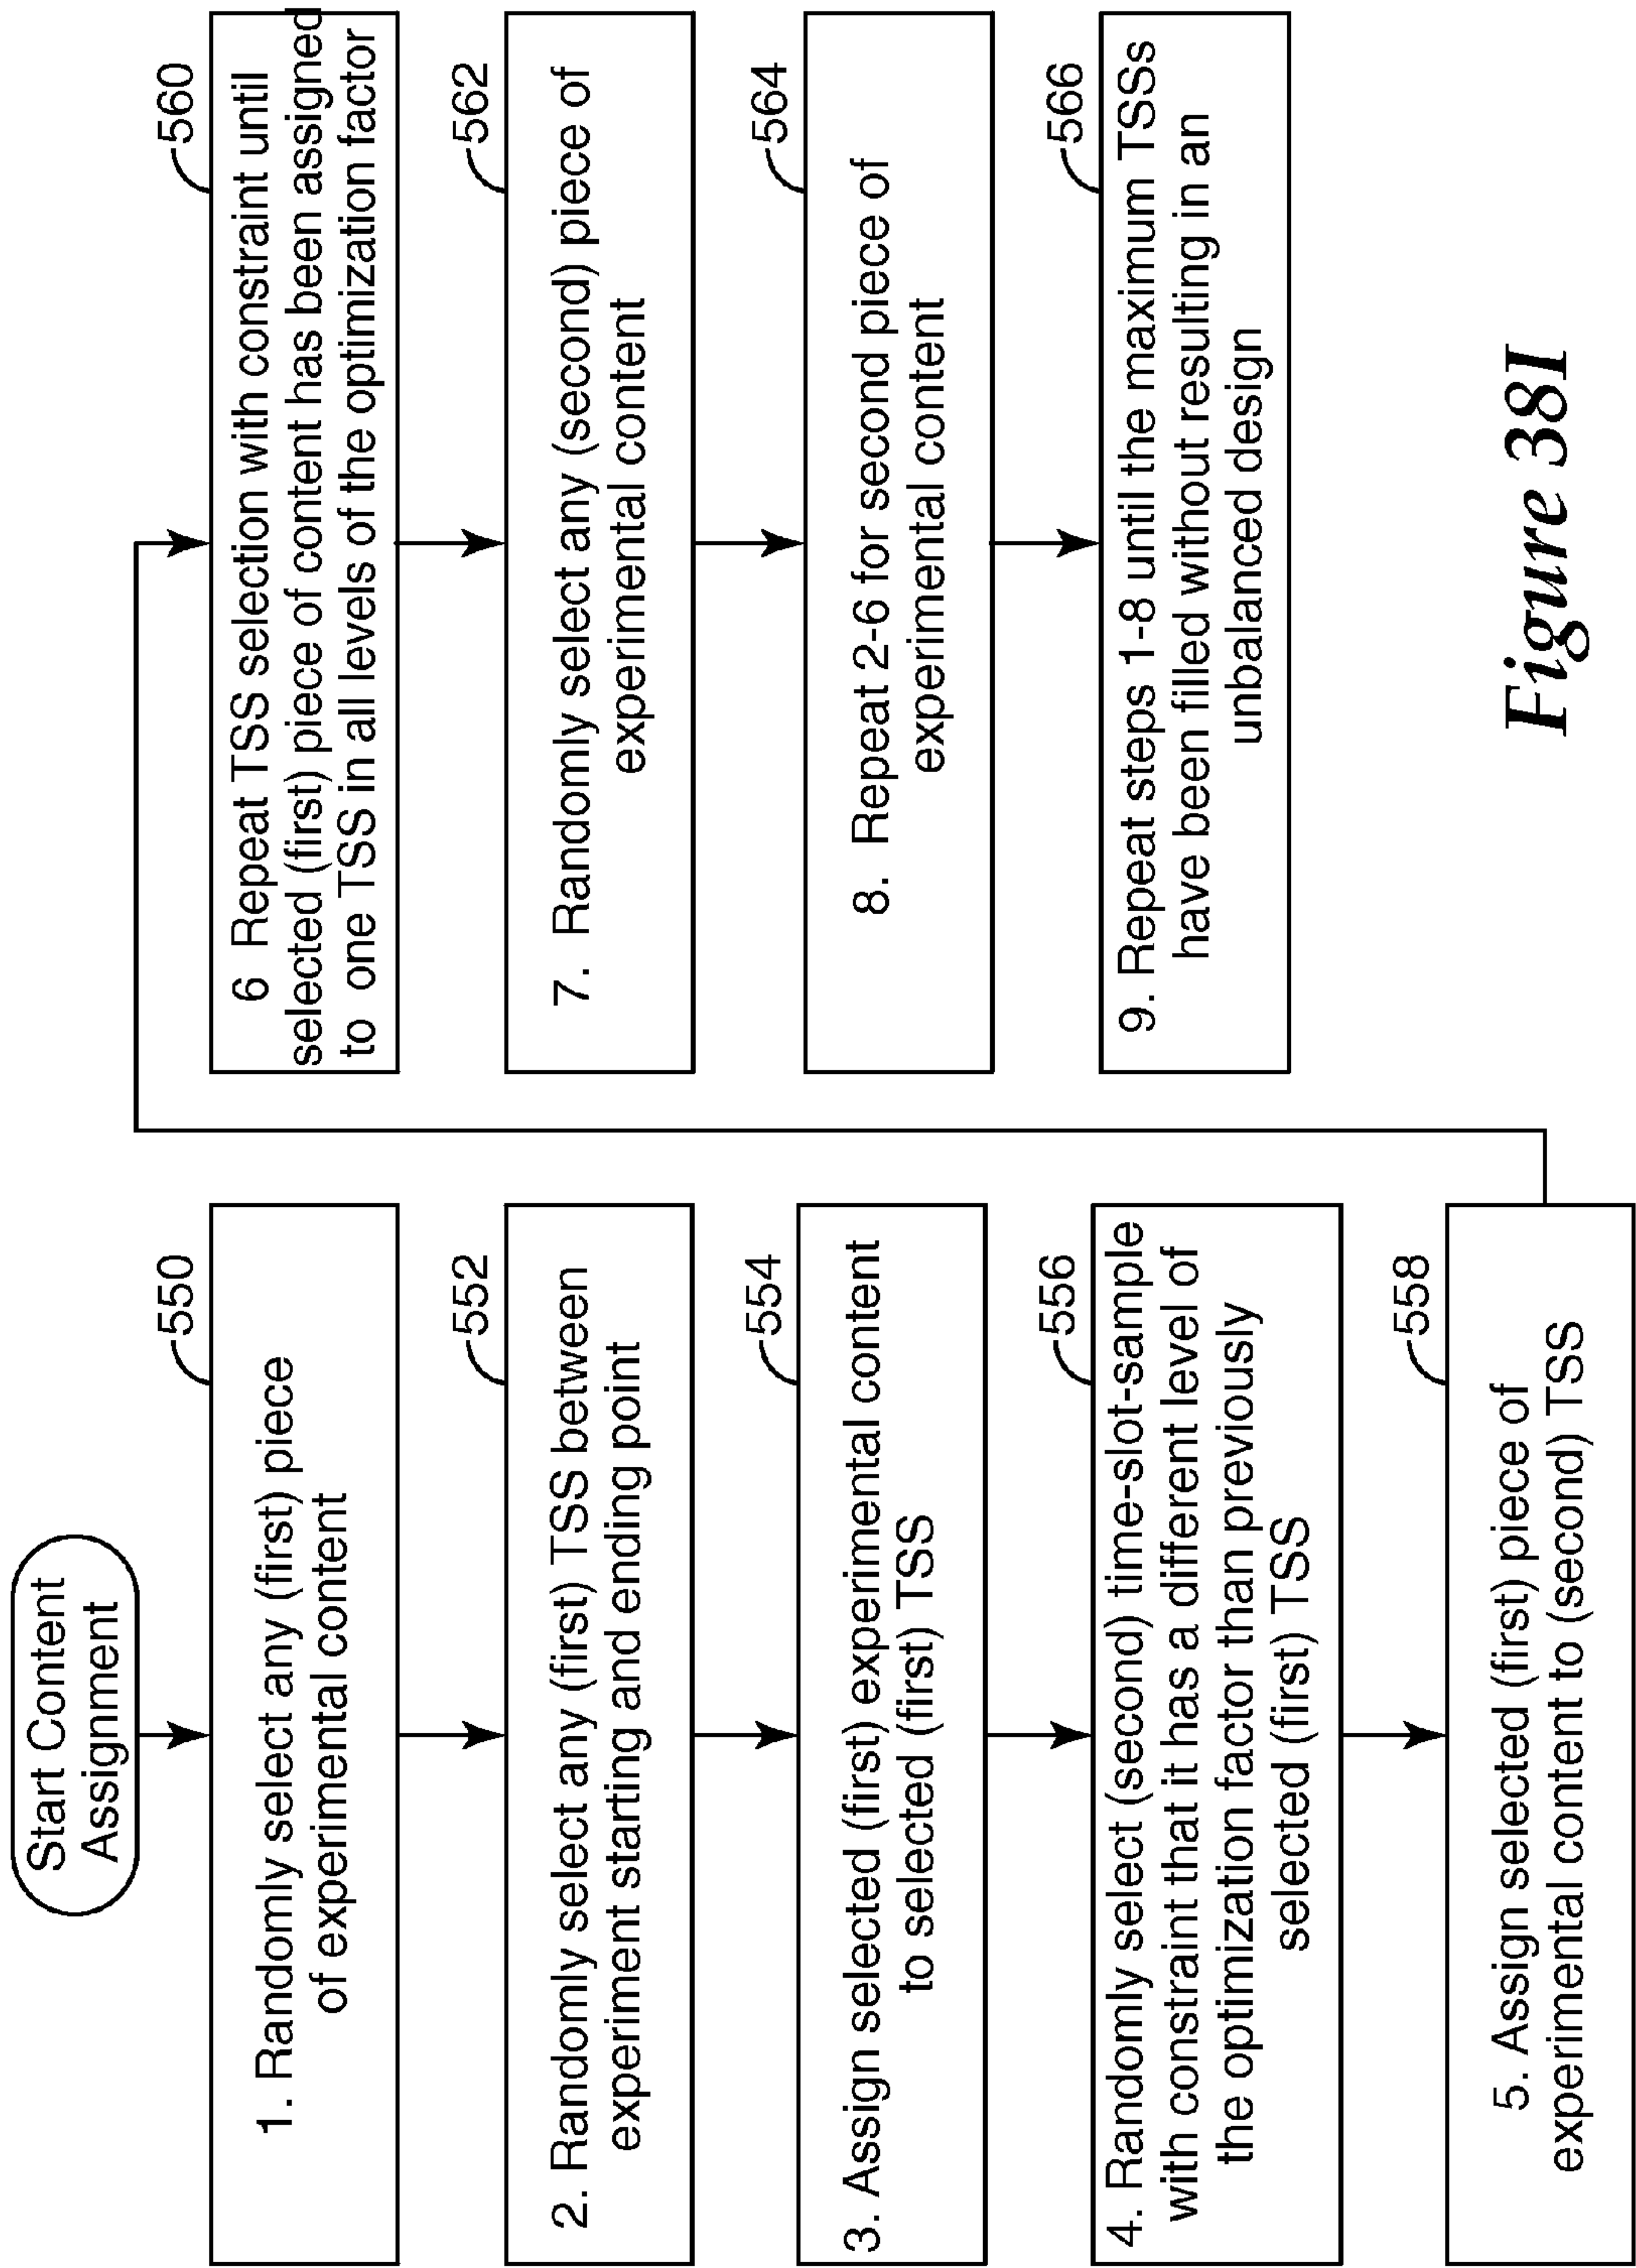 Start Content
Assignment
550
1. Randomly select any (first) piece
of experimental content
552
2. Randomly select any (first) TSS between
experiment starting and ending point
554
3. Assign selected (first) experimental content
to selected (first) TSS
556
4. Randomly select (second) time-slot-sample
with constraint that it has a different level of
the optimization factor than previously
selected (first) TSS
558
5. Assign selected (first) piece of
experimental content to (second) TSS
560
6 Repeat TSS selection with constraint until
selected (first) piece of content has been assigned
to one TSS in all levels of the optimization factor
562
7. Randomly select any (second) piece of
experimental content
564
8. Repeat 2-6 for second piece of
experimental content
566
9. Repeat steps 1-8 until the maximum TSSs
have been filled without resulting in an
unbalanced design
Figure 38I